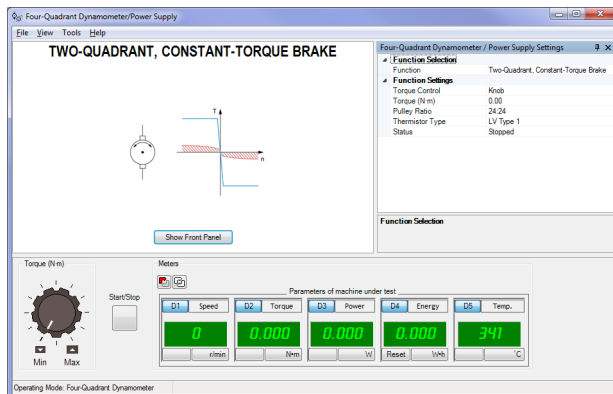 Four-Quadrant Dynamometer/Power Supply
File View Tools Help
TWO-QUADRANT, CONSTANT-TORQUE BRAKE
T
n
Show Front Panel
Four-Quadrant Dynamometer / Power Supply Settings
Function Selection
Function Two-Quadrant, Constant-Torque Brake
Function Settings
Torque Control Knob
Torque (N·m) 0.00
Pulley Ratio 24:24
Thermistor Type LV Type 1
Status Stopped
Function Selection
Torque (N·m)
Min Max
Start/Stop
Meters
Parameters of machine under test
D1 Speed D2 Torque D3 Power D4 Energy D5 Temp.
0 0.000 0.000 0.000 341
r/min N•m W Reset W•h °C
Operating Mode: Four-Quadrant Dynamometer